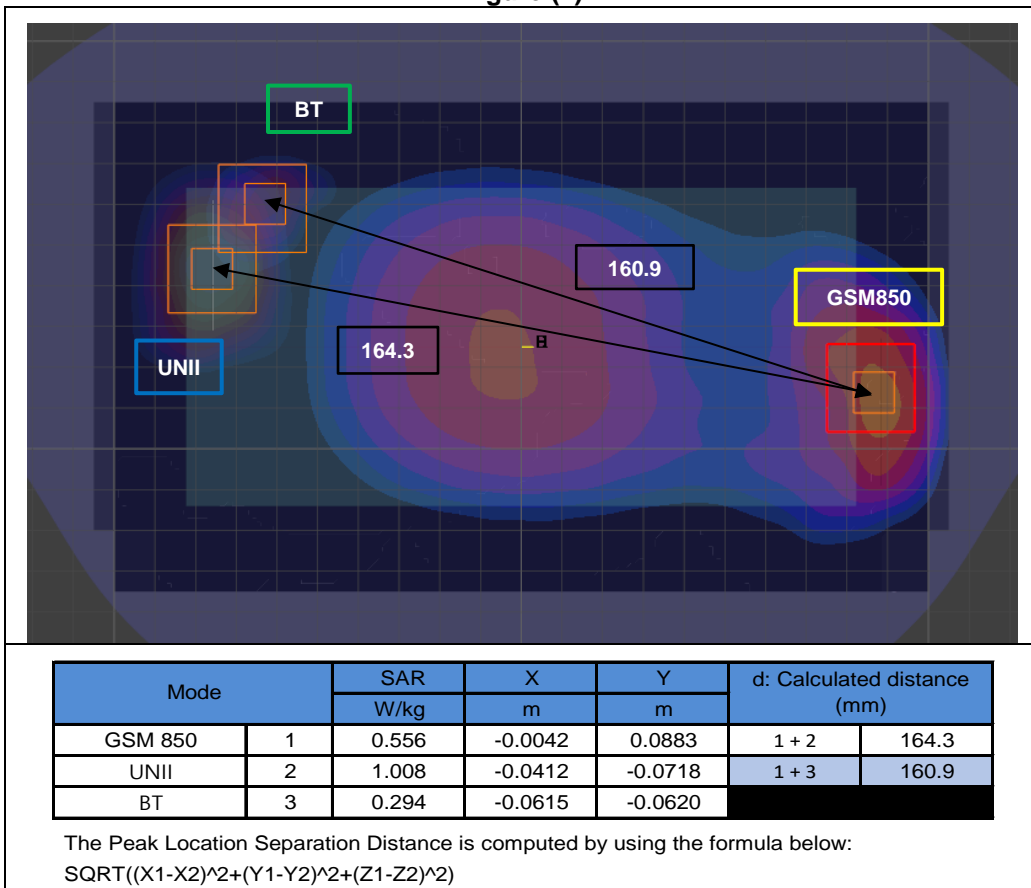 BT
160.9
GSM850
164.3
UNII
Mode SAR X Y d: Calculated distance (mm)
W/kg m m
GSM 850 1 0.556 -0.0042 0.0883 1 + 2 164.3
UNII 2 1.008 -0.0412 -0.0718 1 + 3 160.9
BT 3 0.294 -0.0615 -0.0620
The Peak Location Separation Distance is computed by using the formula below:
SQRT((X1-X2)^2+(Y1-Y2)^2+(Z1-Z2)^2)